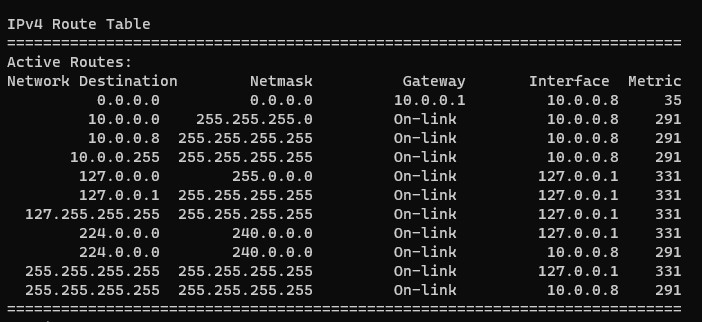 IPv4 Route Table
===========================================================================
Active Routes:
Network Destination        Netmask          Gateway       Interface  Metric
          0.0.0.0          0.0.0.0         10.0.0.1         10.0.0.8     35
         10.0.0.0    255.255.255.0         On-link         10.0.0.8    291
         10.0.0.8  255.255.255.255         On-link         10.0.0.8    291
       10.0.0.255  255.255.255.255         On-link         10.0.0.8    291
        127.0.0.0        255.0.0.0         On-link        127.0.0.1    331
        127.0.0.1  255.255.255.255         On-link        127.0.0.1    331
  127.255.255.255  255.255.255.255         On-link        127.0.0.1    331
        224.0.0.0        240.0.0.0         On-link        127.0.0.1    331
        224.0.0.0        240.0.0.0         On-link         10.0.0.8    291
  255.255.255.255  255.255.255.255         On-link        127.0.0.1    331
  255.255.255.255  255.255.255.255         On-link         10.0.0.8    291
===========================================================================